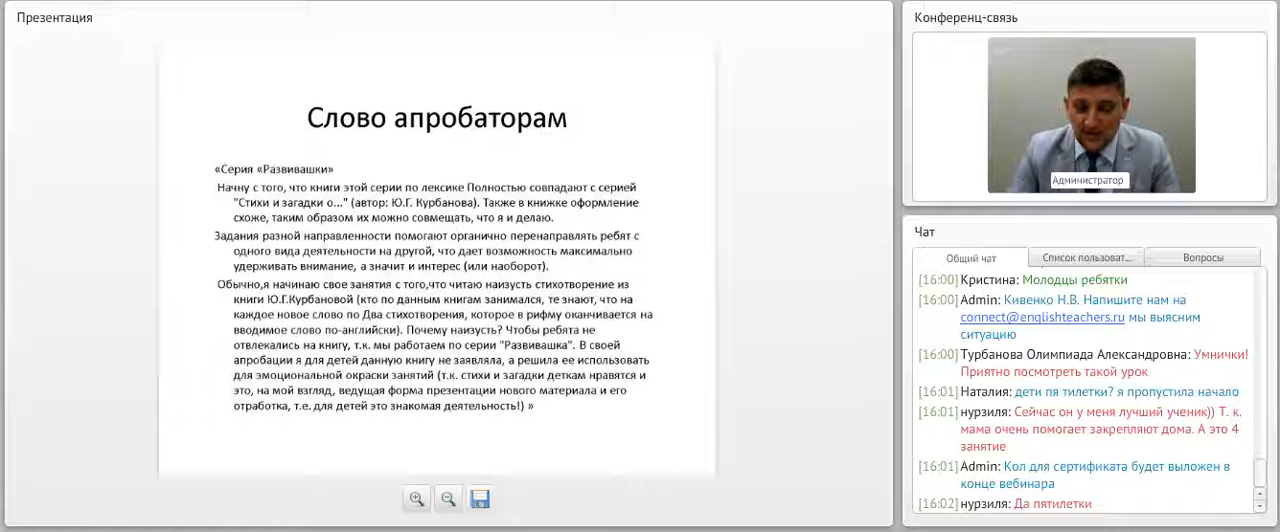 Презентация
Слово апробаторам
«Серия «Развивашки»
Начну с того, что книги этой серии по лексике Полностью совпадают с серией
"Стихи и загадки о..." (автор: Ю.Г. Курбанова). Также в книжке оформление
схоже, таким образом их можно совмещать, что я и делаю.
Задания разной направленности помогают органично перенаправлять ребят с
одного вида деятельности на другой, что дает возможность максимально
удерживать внимание, а значит и интерес (или наоборот).
Обычно,я начинаю свое занятия с того,что читаю наизусть стихотворение из
книги Ю.Г.Курбановой (кто по данным книгам занимался, те знают, что на
каждое новое слово по Два стихотворения, которое в рифму оканчивается на
вводимое слово по-английски). Почему наизусть? Чтобы ребята не
отвлекались на книгу, т.к. мы работаем по серии "Развивашка". В своей
апробации я для детей данную книгу не заявляла, а решила ее использовать
для эмоциональной окраски занятий (т.к. стихи и загадки деткам нравятся и
это, на мой взгляд, ведущая форма презентации нового материала и его
отработка, т.е. для детей это знакомая деятельность!) »
Конференц-связь
Администратор
Чат
Общий чат
Список пользоват...
Вопросы
[16:00] Кристина: Молодцы ребятки
[16:00] Admin: Кивенко Н.В. Напишите нам на
connect@englishteachers.ru мы выясним
ситуацию
[16:00] Турбанова Олимпиада Александровна: Умнички!
Приятно посмотреть такой урок
[16:01] Наталия: дети пя тилетки? я пропустила начало
[16:01] нурзиля: Сейчас он у меня лучший ученик)) Т. к.
мама очень помогает закрепляют дома. А это 4
занятие
[16:01] Admin: Кол для сертификата будет выложен в
конце вебинара
[16:02] нурзиля: Да пятилетки